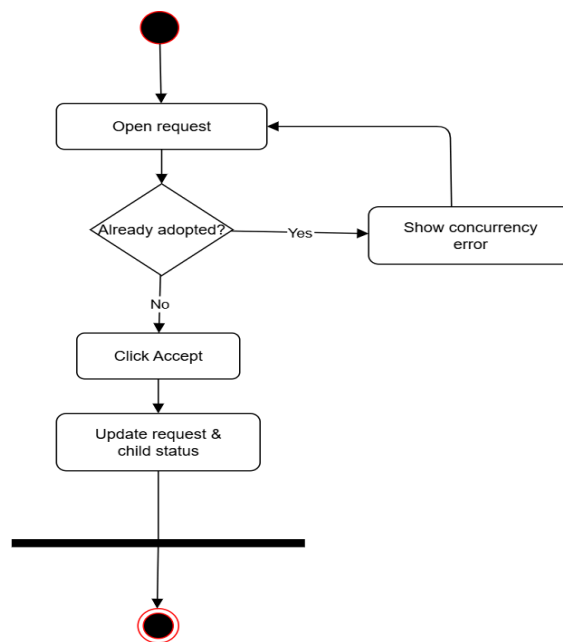 Open request
Already adopted?
Yes
Show concurrency
error
No
Click Accept
Update request &
child status